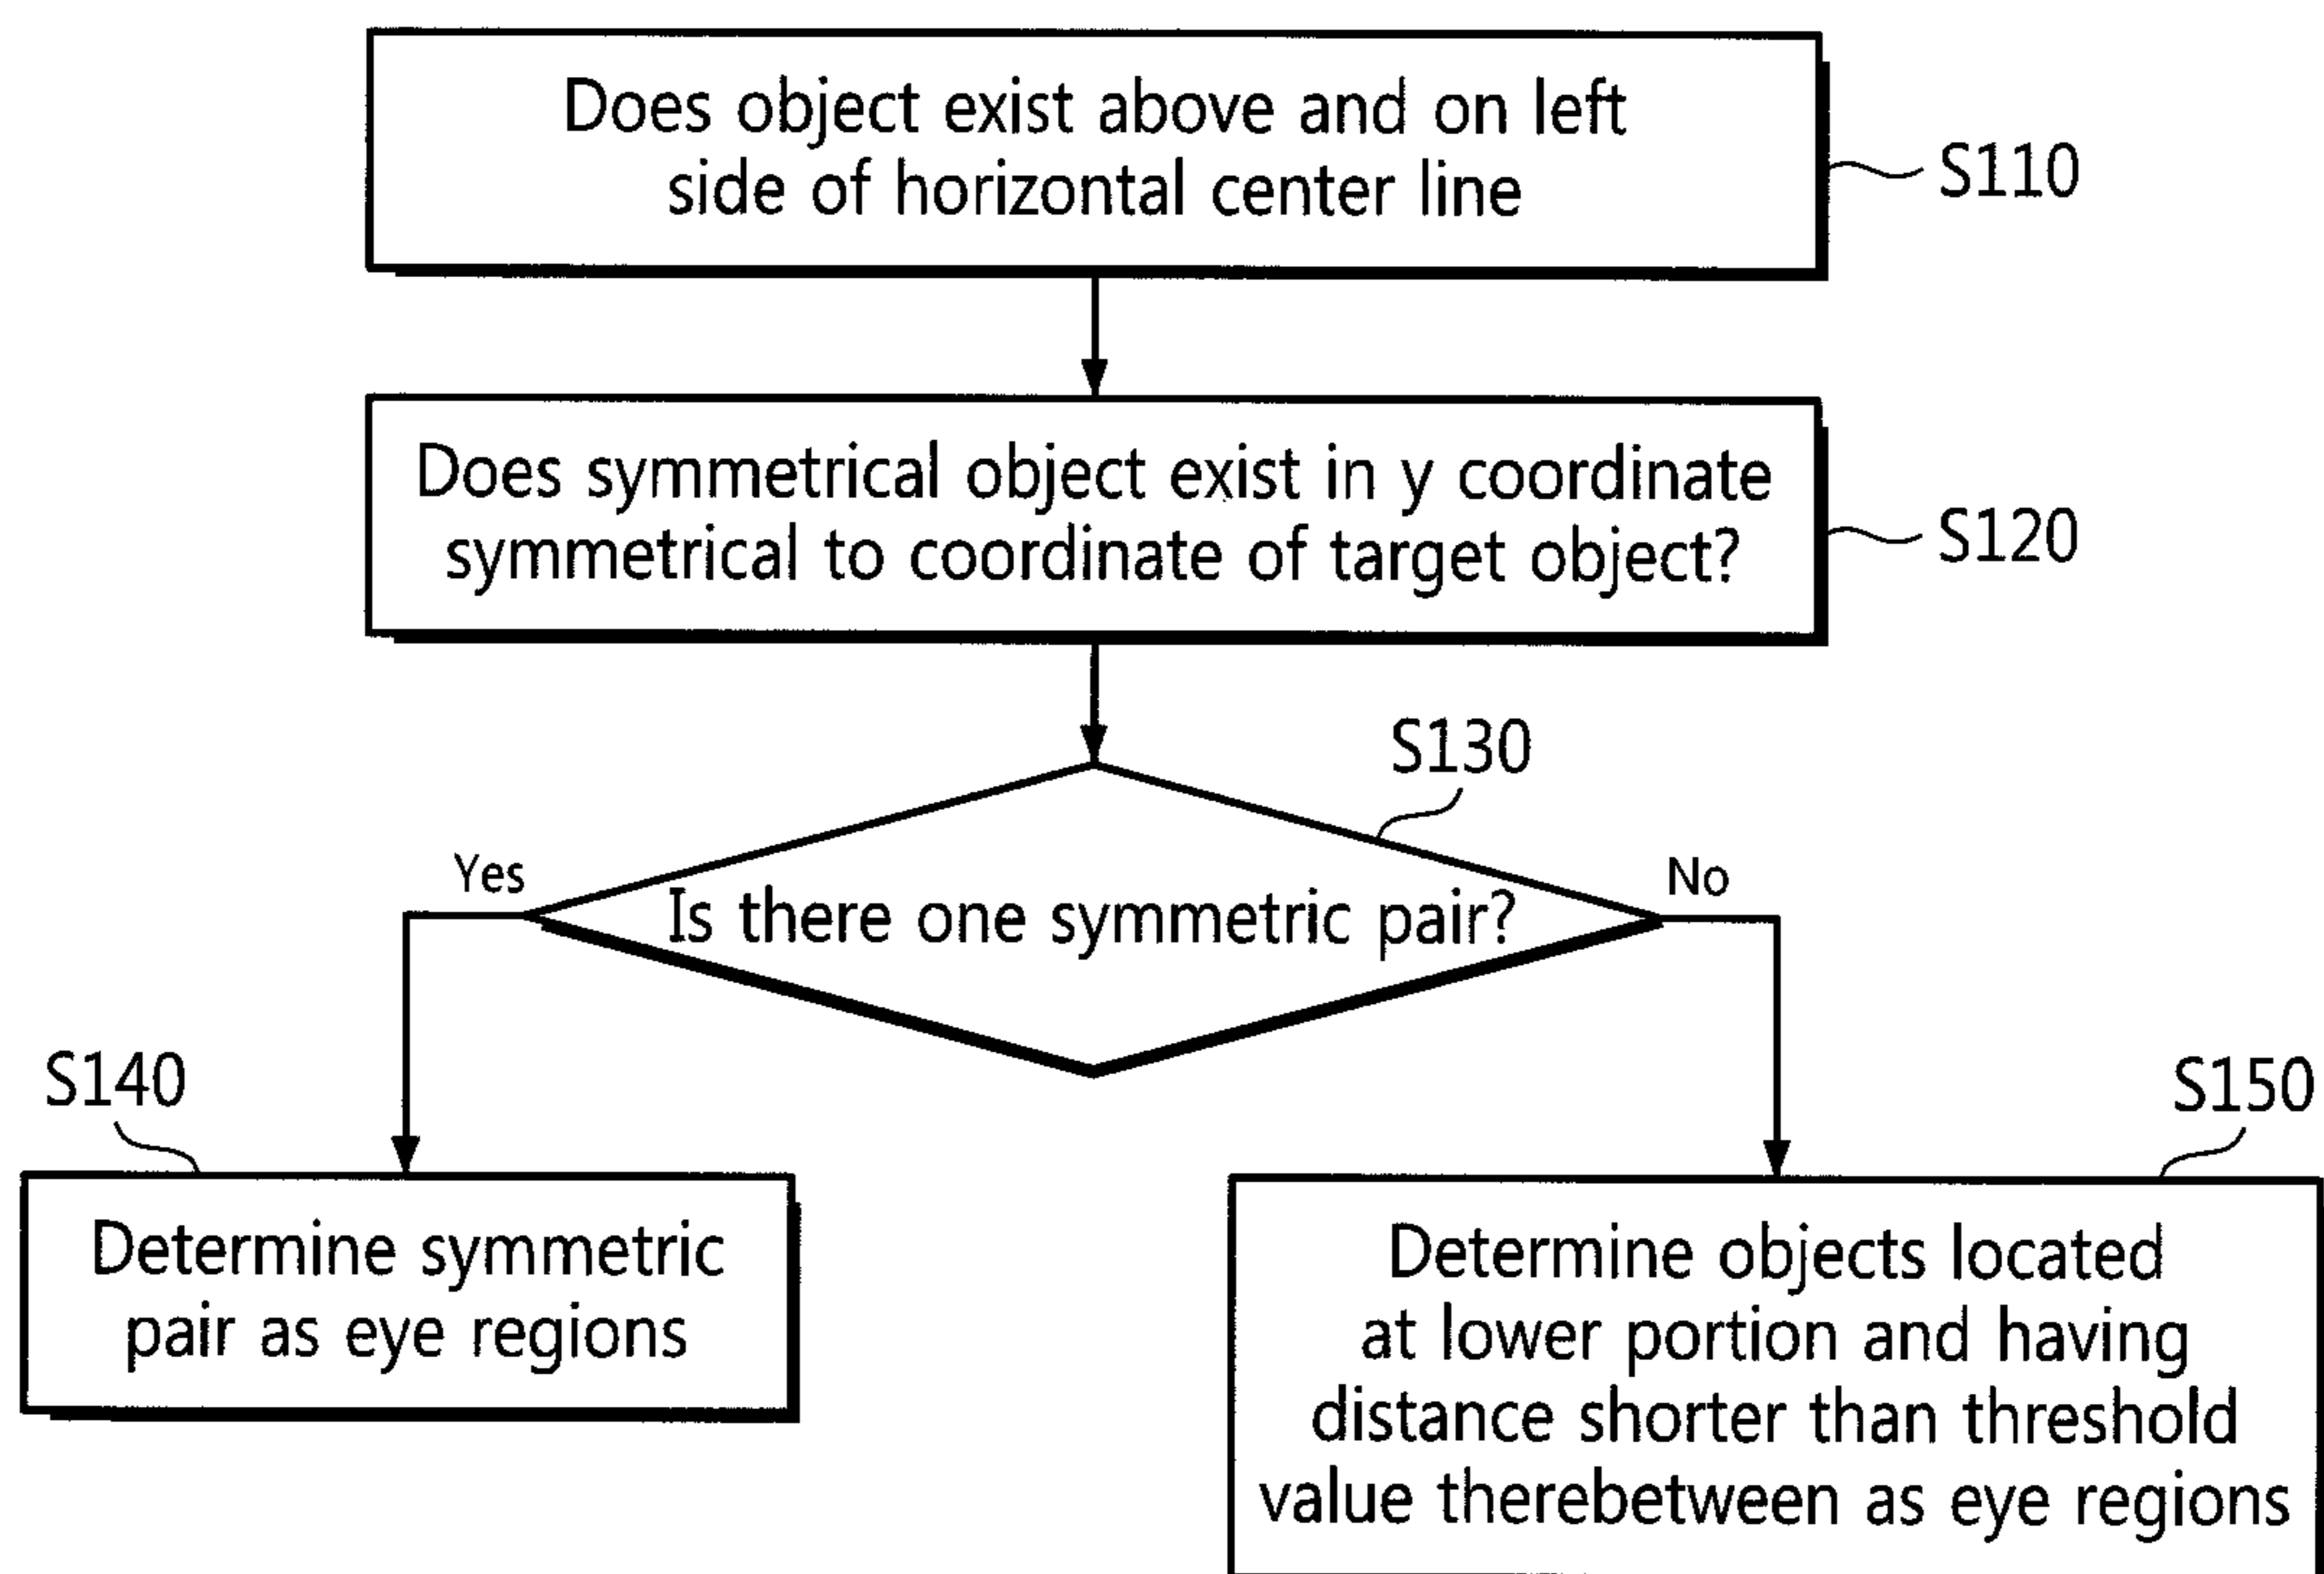 Does object exist above and on left
side of horizontal center line
S110
Does symmetrical object exist in y coordinate
symmetrical to coordinate of target object?
S120
S130
Yes
Is there one symmetric pair?
No
S140
Determine symmetric
pair as eye regions
S150
Determine objects located
at lower portion and having
distance shorter than threshold
value therebetween as eye regions